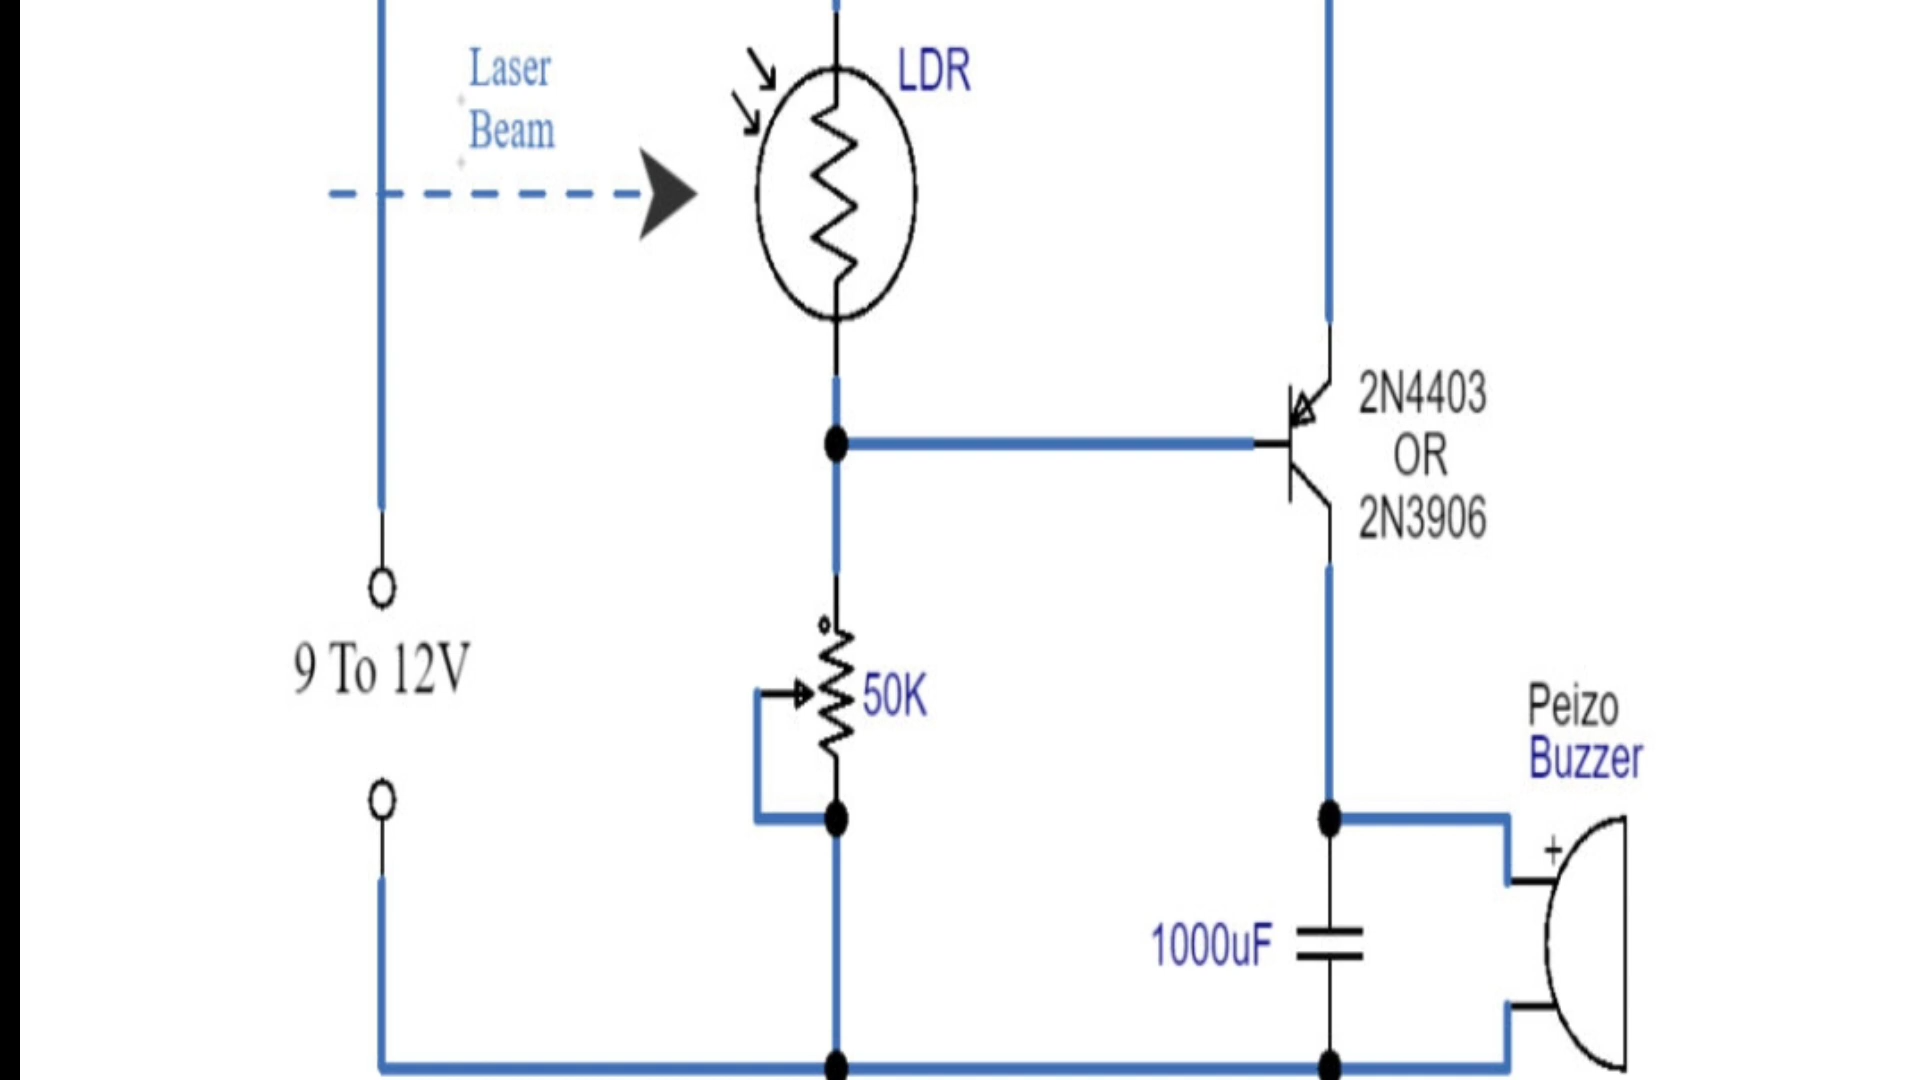 Laser
Beam
LDR
2N4403
OR
2N3906
9 To 12V
50K
Peizo
Buzzer
+
1000uF